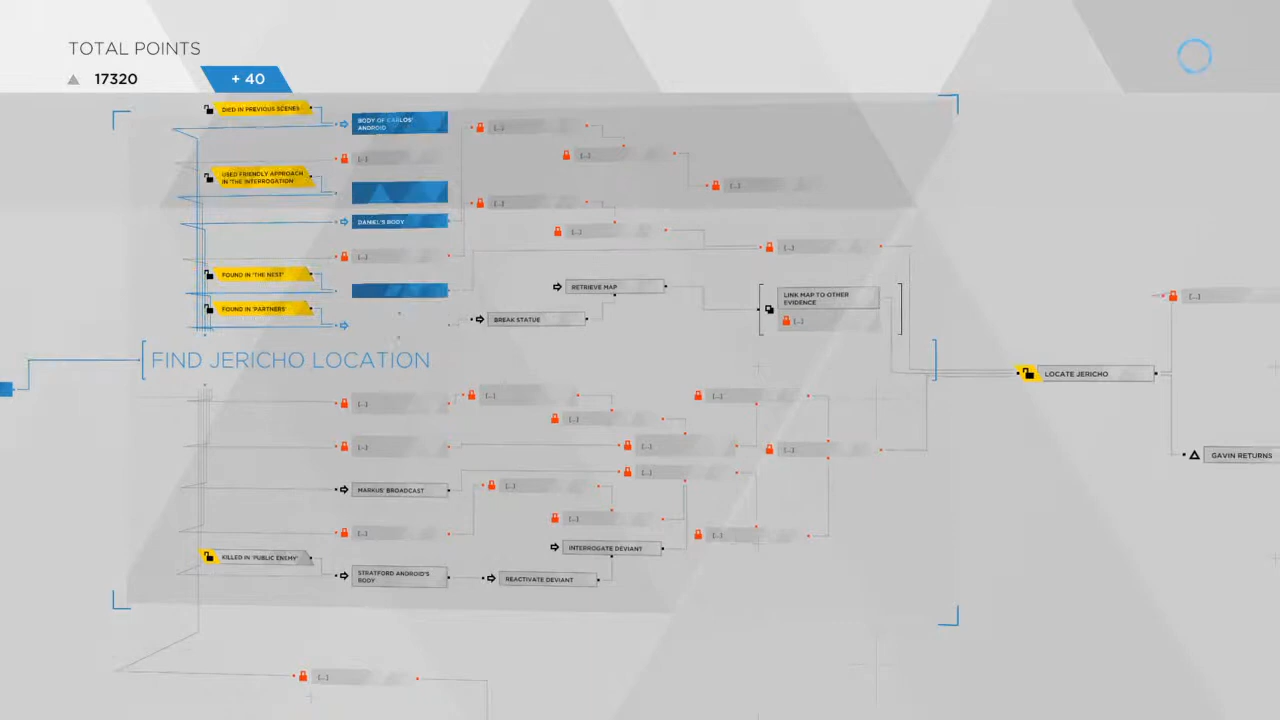 TOTAL POINTS
17320
+ 40
DIED IN PREVIOUS SCENES
BODY OF CARLOS'
ANDROID
[...]
[...]
[...]
[...]
USED FRIENDLY APPROACH
IN 'THE INTERROGATION'
[...]
[...]
DANIEL'S BODY
[...]
[...]
[...]
FOUND IN 'THE NEST'
RETRIEVE MAP
LINK MAP TO OTHER
EVIDENCE
[...]
[...]
FOUND IN 'PARTNERS'
BREAK STATUE
FIND JERICHO LOCATION
LOCATE JERICHO
[...]
[...]
[...]
[...]
[...]
[...]
[...]
GAVIN RETURNS
[...]
MARKUS' BROADCAST
[...]
[...]
[...]
[...]
INTERROGATE DEVIANT
KILLED IN 'PUBLIC ENEMY'
STRATFORD ANDROID'S
BODY
REACTIVATE DEVIANT
[...]